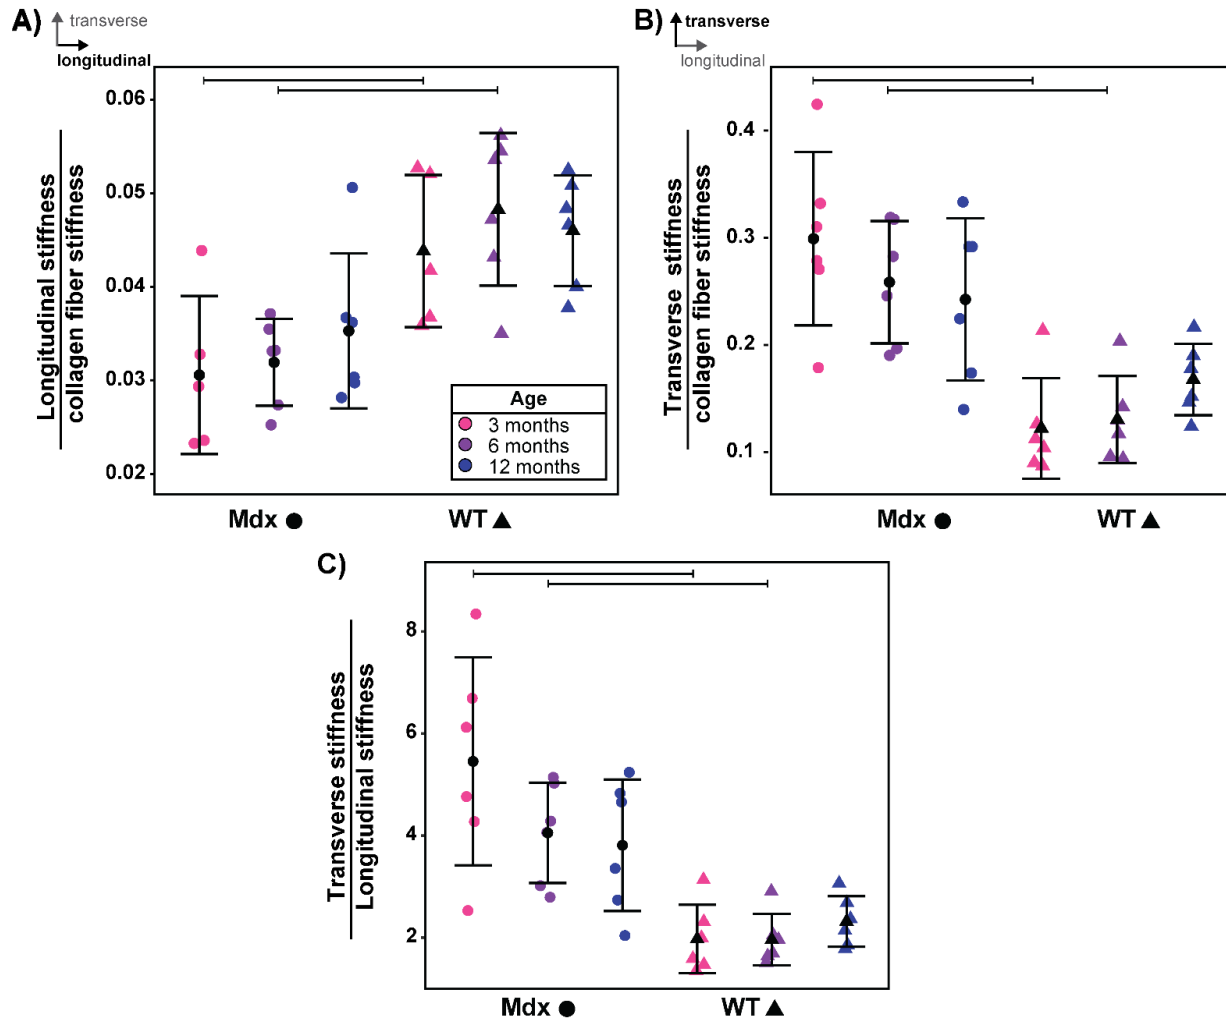 A)
transverse
longitudinal
Longitudinal stiffness
collagen fiber stiffness
0.06
0.05
0.04
0.03
0.02
Age
3 months
6 months
12 months
Mdx
WT
B)
transverse
longitudinal
Transverse stiffness
collagen fiber stiffness
0.4
0.3
0.2
0.1
Mdx
WT
C)
Transverse stiffness
Longitudinal stiffness
8
6
4
2
Mdx
WT